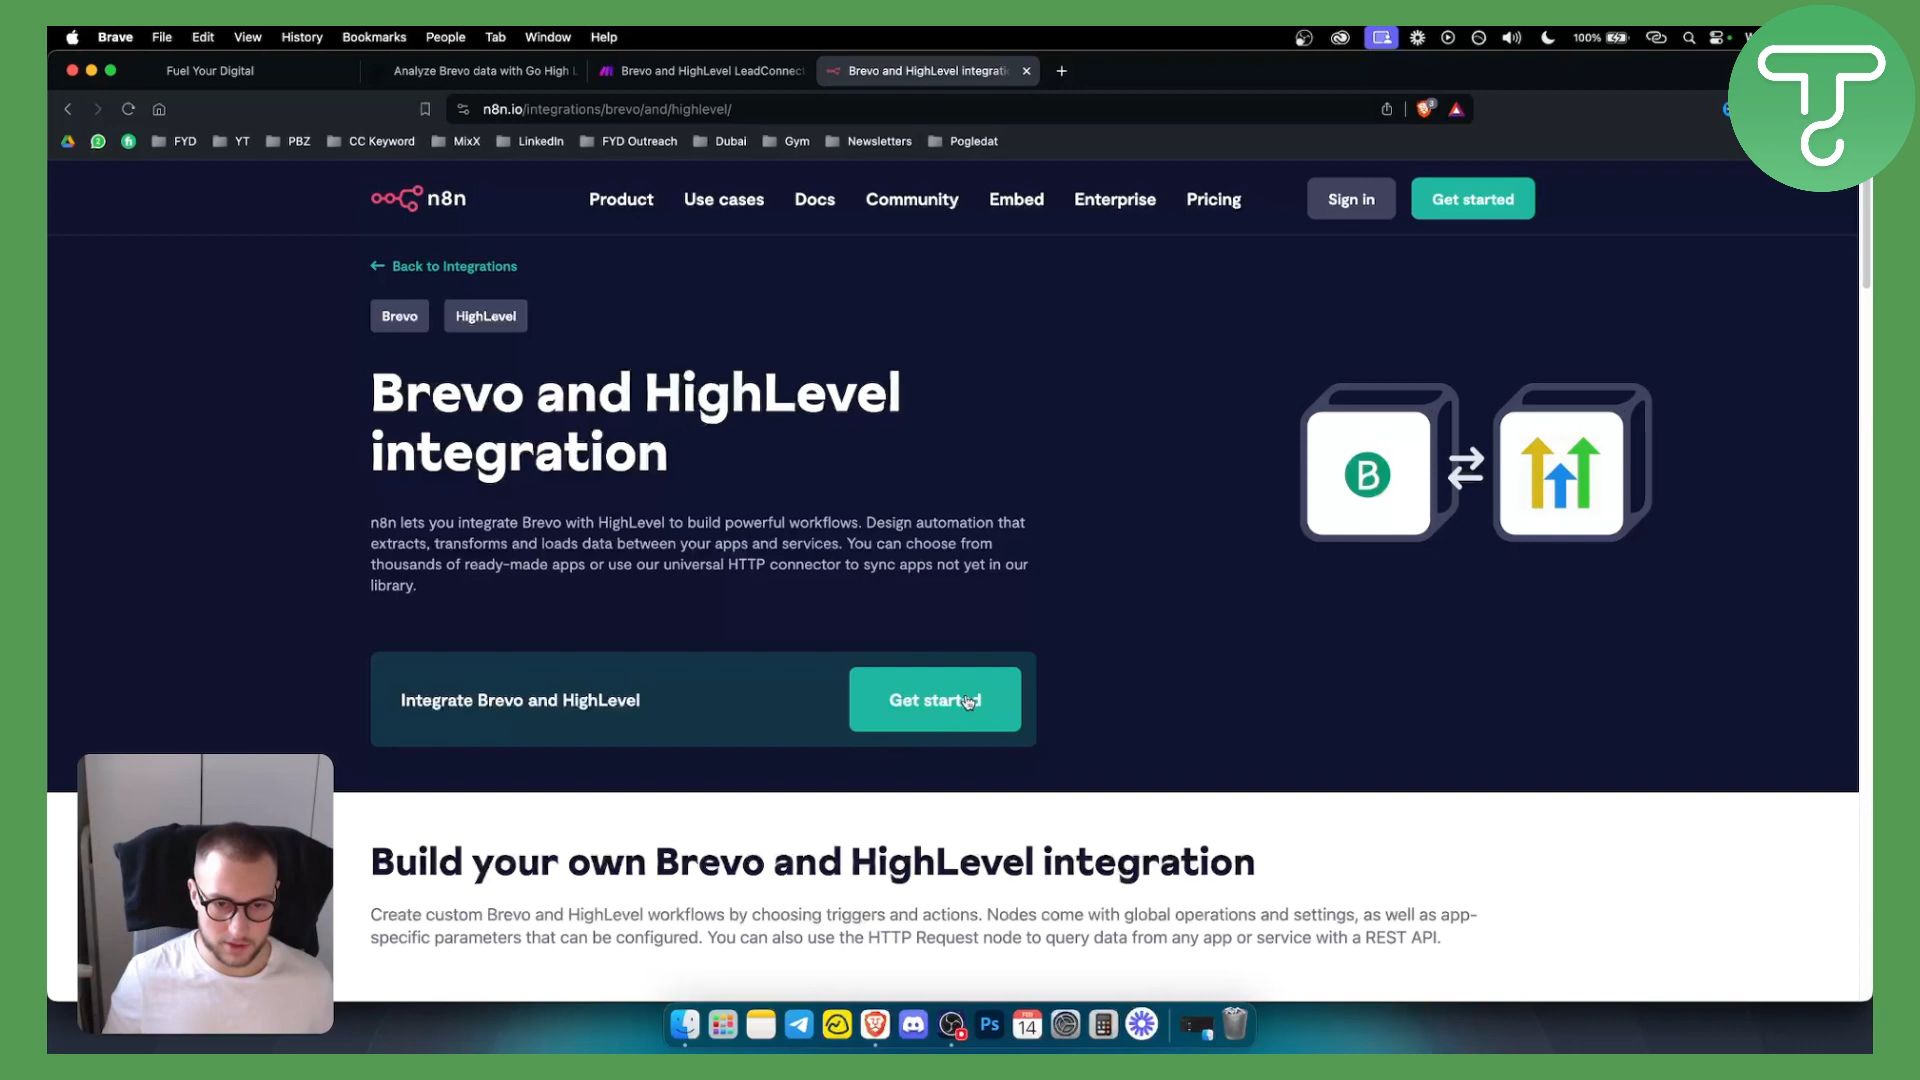 Brave File Edit View History Bookmarks People Tab Window Help
100%
Fuel Your Digital
Analyze Brevo data with Go High L
Brevo and HighLevel LeadConnect
Brevo and HighLevel integrati
n8n.io/integrations/brevo/and/highlevel/
3
FYD YT PBZ CC Keyword MixX LinkedIn FYD Outreach Dubai Gym Newsletters Pogledat
n8n
Product Use cases Docs Community Embed Enterprise Pricing
Sign in
Get started
← Back to Integrations
Brevo
HighLevel
Brevo and HighLevel
integration
B
n8n lets you integrate Brevo with HighLevel to build powerful workflows. Design automation that
extracts, transforms and loads data between your apps and services. You can choose from
thousands of ready-made apps or use our universal HTTP connector to sync apps not yet in our
library.
Integrate Brevo and HighLevel
Get started
Build your own Brevo and HighLevel integration
Create custom Brevo and HighLevel workflows by choosing triggers and actions. Nodes come with global operations and settings, as well as app-
specific parameters that can be configured. You can also use the HTTP Request node to query data from any app or service with a REST API.
Ps
FEB
14